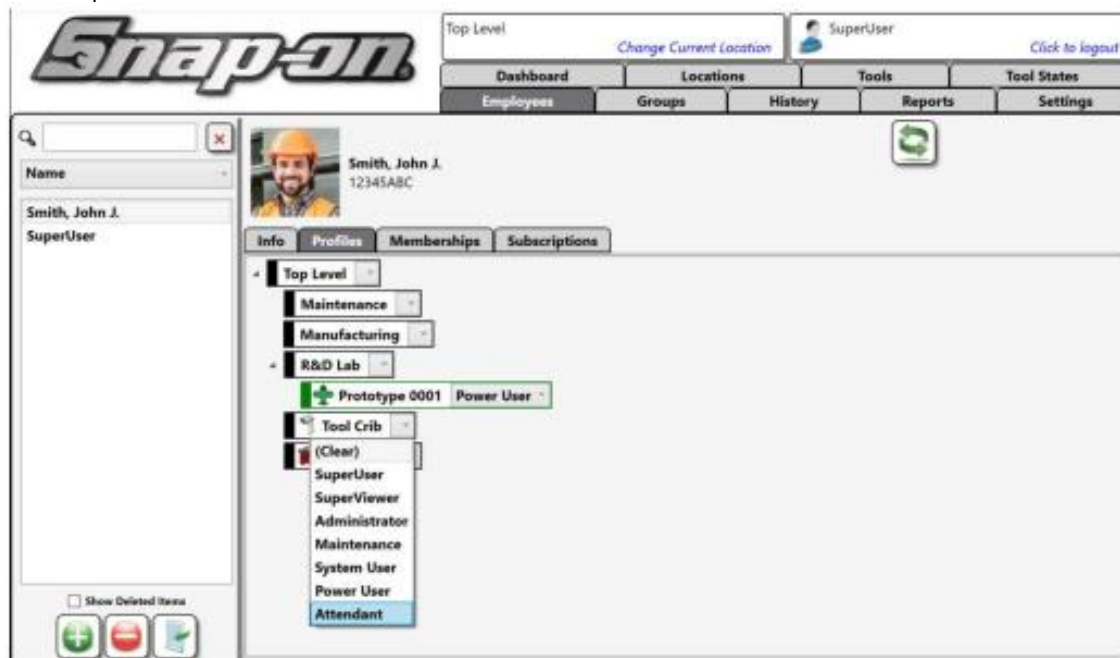 Snap-on
Top Level
Change Current Location
SuperUser
Click to logout
Dashboard Locations Tools Tool States
Employees Groups History Reports Settings
Name
Smith, John J.
SuperUser
Show Deleted Items
Smith, John J.
12345ABC
Info Profiles Memberships Subscriptions
Top Level
Maintenance
Manufacturing
R&D Lab
Prototype 0001 Power User
Tool Crib
(Clear)
SuperUser
SuperViewer
Administrator
Maintenance
System User
Power User
Attendant